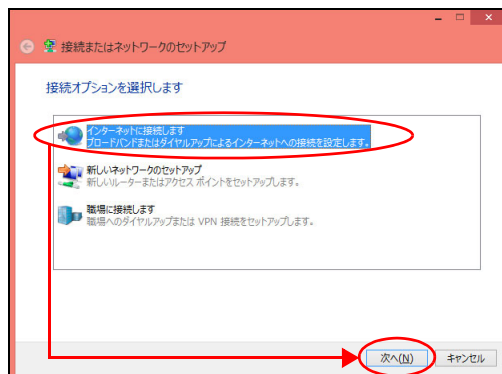 接続またはネットワークのセットアップ
接続オプションを選択します
インターネットに接続します
ブロードバンドまたはダイヤルアップによるインターネットへの接続を設定します。
新しいネットワークのセットアップ
新しいルーターまたはアクセス ポイントをセットアップします。
職場に接続します
職場へのダイヤルアップまたは VPN 接続をセットアップします。
次へ(N)
キャンセル